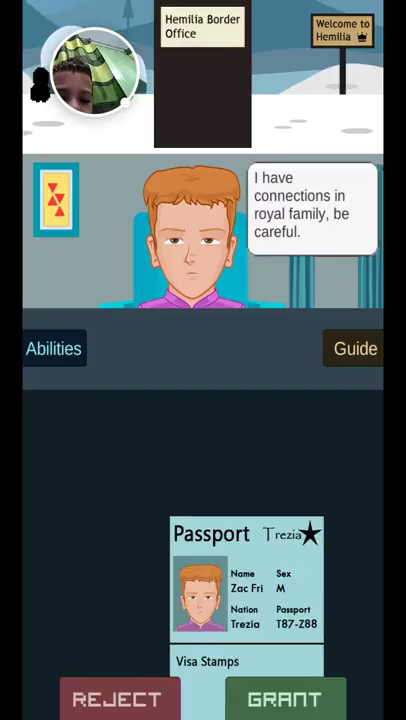 Hemilia Border
Office
Welcome to
Hemilia
I have
connections in
royal family, be
careful.
Abilities
Guide
Passport
Trezia
Name
Sex
Zac Fri
M
Nation
Passport
Trezia
T87-Z88
Visa Stamps
REJECT
GRANT